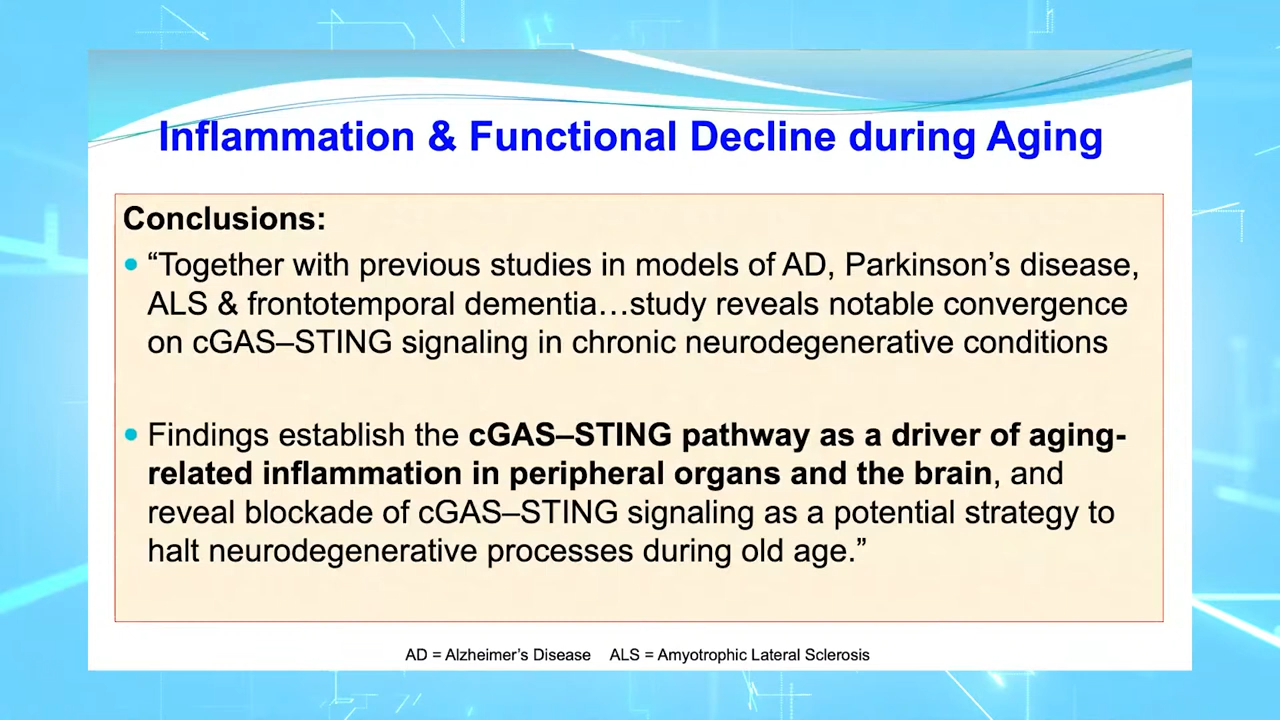 Inflammation & Functional Decline during Aging
Conclusions:
• “Together with previous studies in models of AD, Parkinson’s disease,
ALS & frontotemporal dementia…study reveals notable convergence
on cGAS–STING signaling in chronic neurodegenerative conditions
• Findings establish the cGAS–STING pathway as a driver of aging-
related inflammation in peripheral organs and the brain, and
reveal blockade of cGAS–STING signaling as a potential strategy to
halt neurodegenerative processes during old age.”
AD = Alzheimer’s Disease ALS = Amyotrophic Lateral Sclerosis